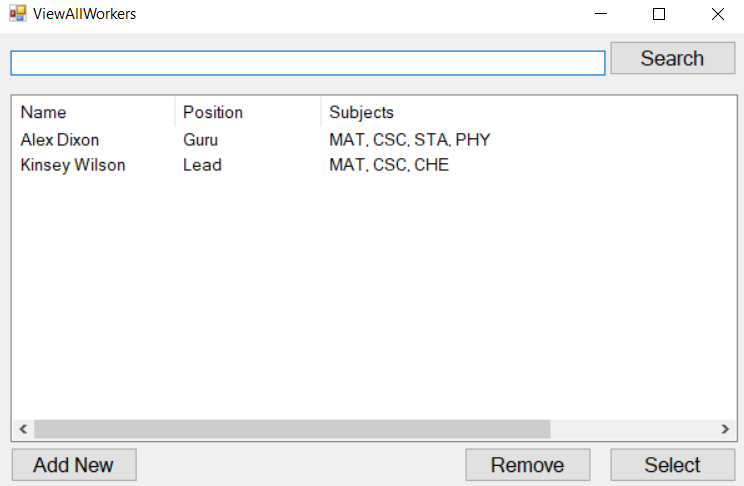 ViewAllWorkers
Search
Name Position Subjects
Alex Dixon Guru MAT, CSC, STA, PHY
Kinsey Wilson Lead MAT, CSC, CHE
Add New Remove Select